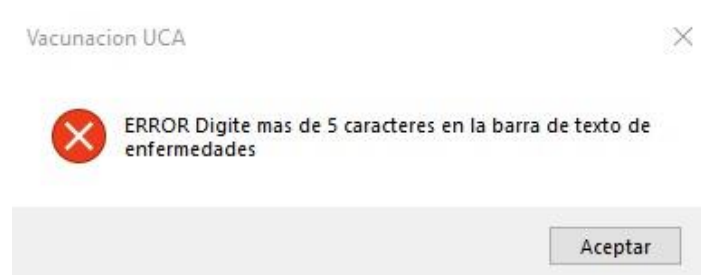 Vacunacion UCA
ERROR Digite mas de 5 caracteres en la barra de texto de
enfermedades
Aceptar